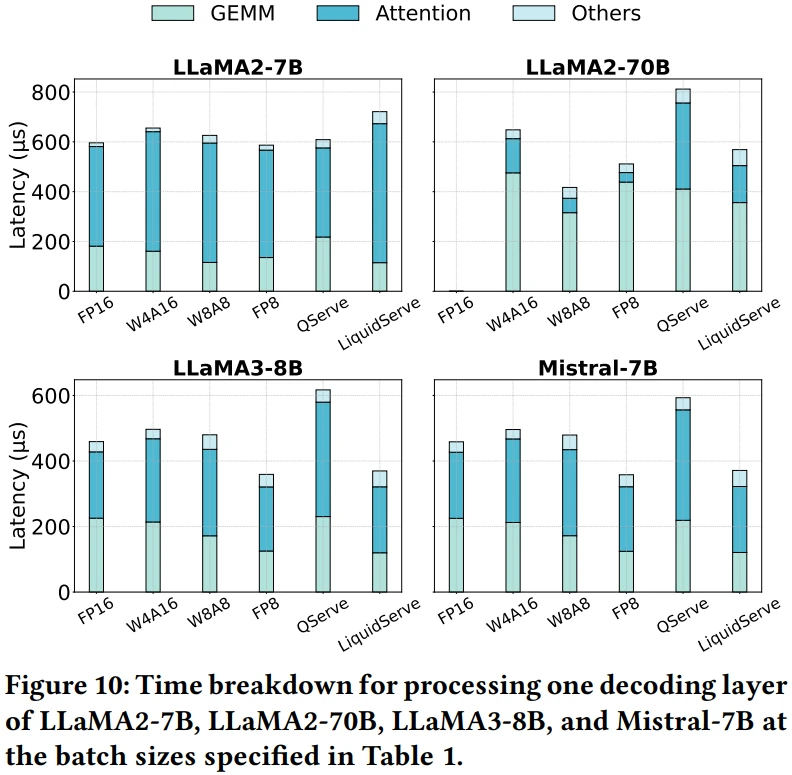 GEMM Attention Others
LLaMA2-7B
Latency (μs)
800
600
400
200
0
FP16 W4A16 W8A8 FP8 QServe LiquidServe
LLaMA2-70B
FP16 W4A16 W8A8 FP8 QServe LiquidServe
LLaMA3-8B
Latency (μs)
600
400
200
0
FP16 W4A16 W8A8 FP8 QServe LiquidServe
Mistral-7B
FP16 W4A16 W8A8 FP8 QServe LiquidServe
Figure 10: Time breakdown for processing one decoding layer
of LLaMA2-7B, LLaMA2-70B, LLaMA3-8B, and Mistral-7B at
the batch sizes specified in Table 1.